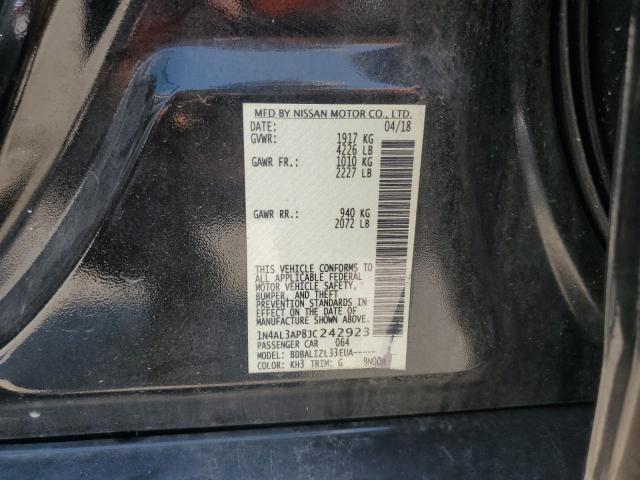 MFD BY NISSAN MOTOR CO., LTD.
DATE: 04/18
GVWR: 1917 KG
4226 LB
GAWR FR.: 1010 KG
2227 LB
GAWR RR.: 940 KG
2072 LB
THIS VEHICLE CONFORMS TO
ALL APPLICABLE FEDERAL
MOTOR VEHICLE SAFETY,
BUMPER, AND THEFT
PREVENTION STANDARDS IN
EFFECT ON THE DATE OF
MANUFACTURE SHOWN ABOVE.
1N4AL3AP8JC242923
PASSENGER CAR 064
MODEL: BDBALIZL33EUA-----
COLOR: KH3 TRIM: G 9N00A